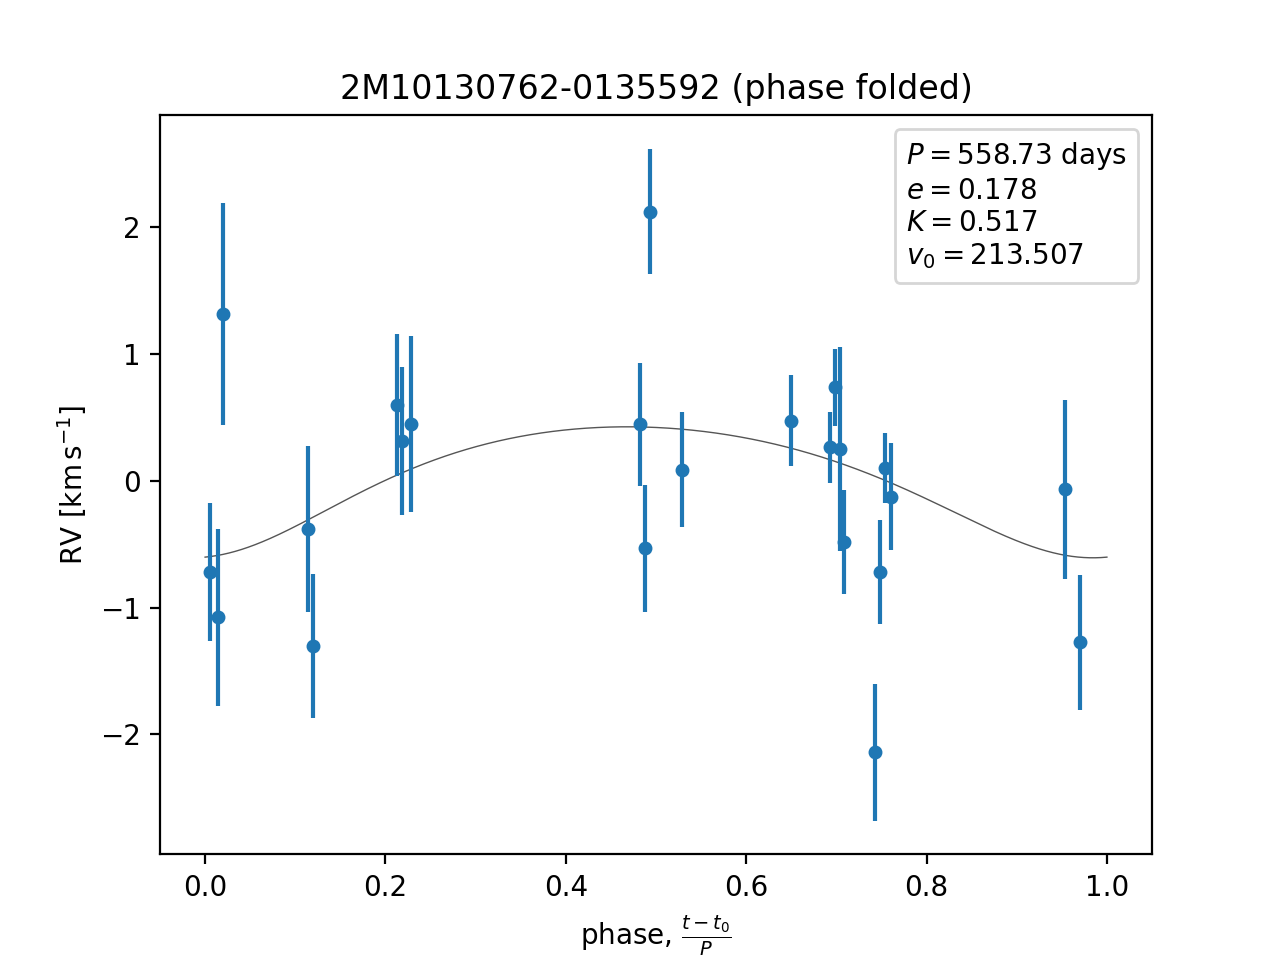 2M10130762-0135592 (phase folded)
P = 558.73 days
e = 0.178
K = 0.517
v₀ = 213.507
RV [km s⁻¹]
2
1
0
−1
−2
0.0 0.2 0.4 0.6 0.8 1.0
phase, (t − t₀)/P